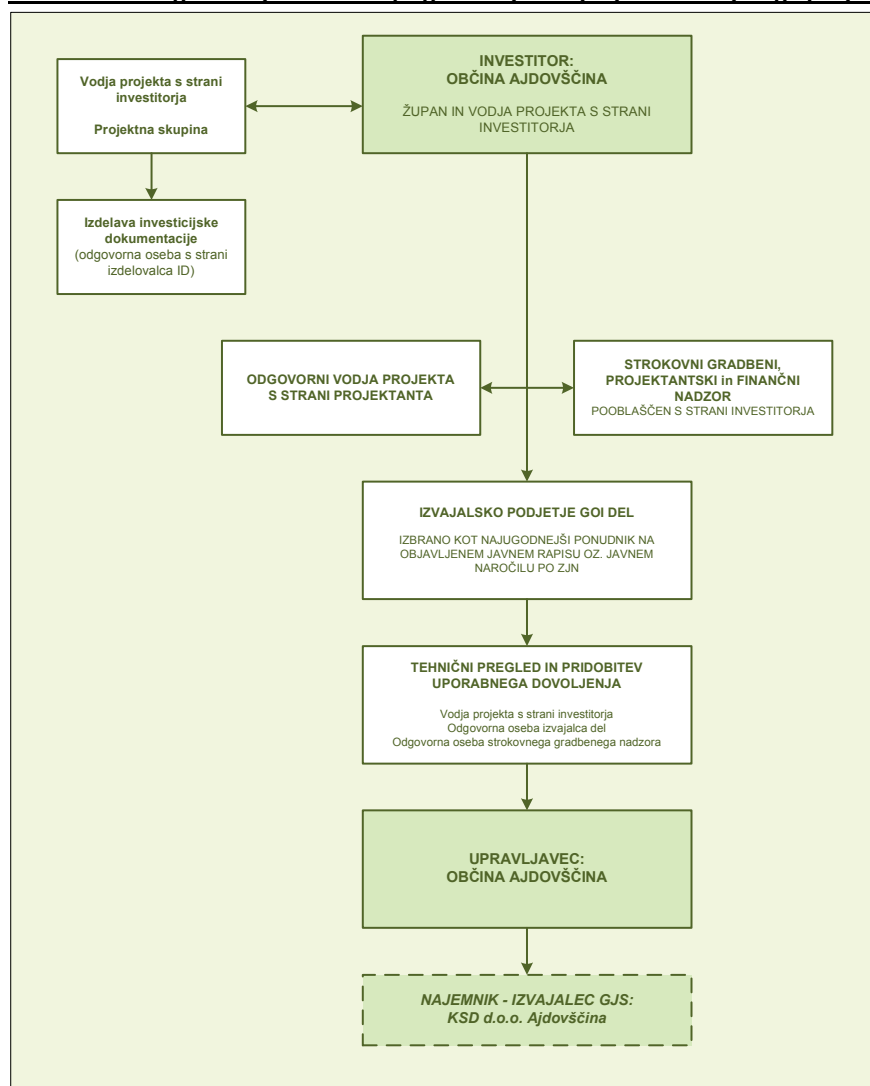 INVESTITOR:
OBČINA AJDOVŠČINA
ŽUPAN IN VODJA PROJEKTA S STRANI
INVESTITORJA
Vodja projekta s strani
investitorja
Projektna skupina
Izdelava investicijske
dokumentacije
(odgovorna oseba s strani
izdelovalca ID)
ODGOVORNI VODJA PROJEKTA
S STRANI PROJEKTANTA
STROKOVNI GRADBENI,
PROJEKTANTSKI in FINANČNI
NADZOR
POOBLAŠČEN S STRANI INVESTITORJA
IZVAJALSKO PODJETJE GOI DEL
IZBRANO KOT NAJUGODNEJŠI PONUDNIK NA
OBJAVLJENEM JAVNEM RAPISU OZ. JAVNEM
NAROČILU PO ZJN
TEHNIČNI PREGLED IN PRIDOBITEV
UPORABNEGA DOVOLJENJA
Vodja projekta s strani investitorja
Odgovorna oseba izvajalca del
Odgovorna oseba strokovnega gradbenega nadzora
UPRAVLJAVEC:
OBČINA AJDOVŠČINA
NAJEMNIK - IZVAJALEC GJS:
KSD d.o.o. Ajdovščina